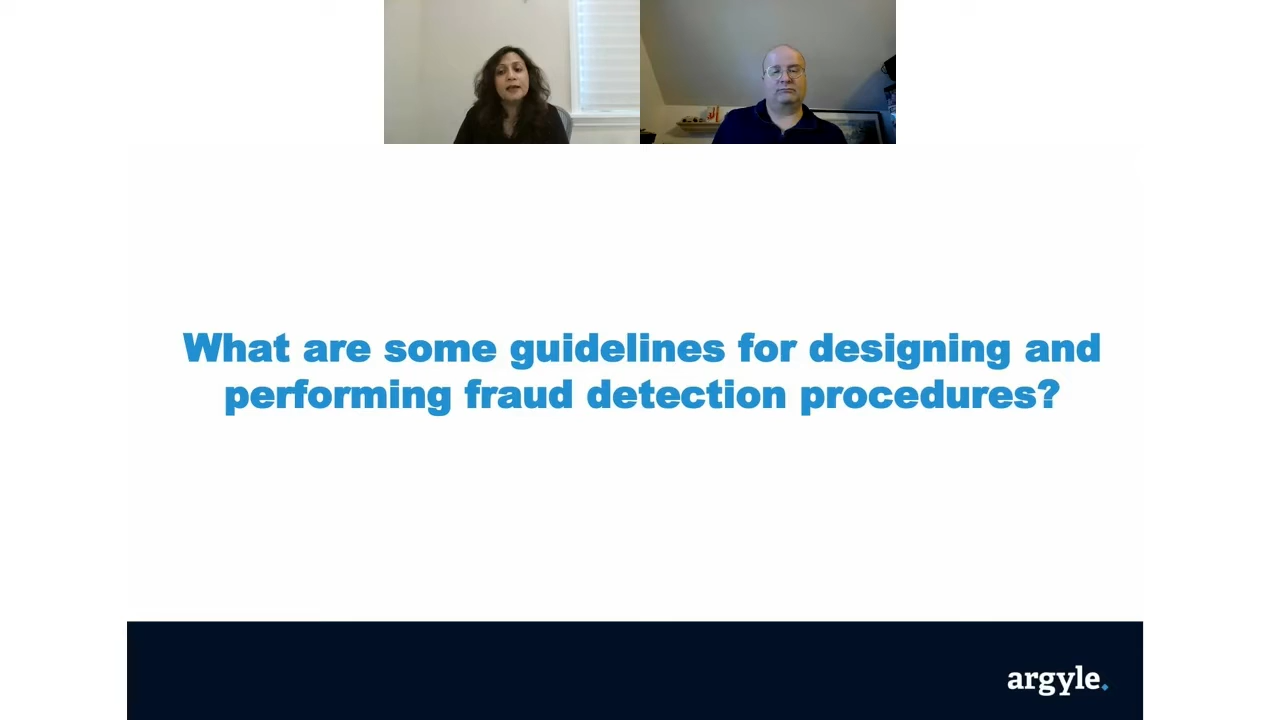 What are some guidelines for designing and
performing fraud detection procedures?
argyle.